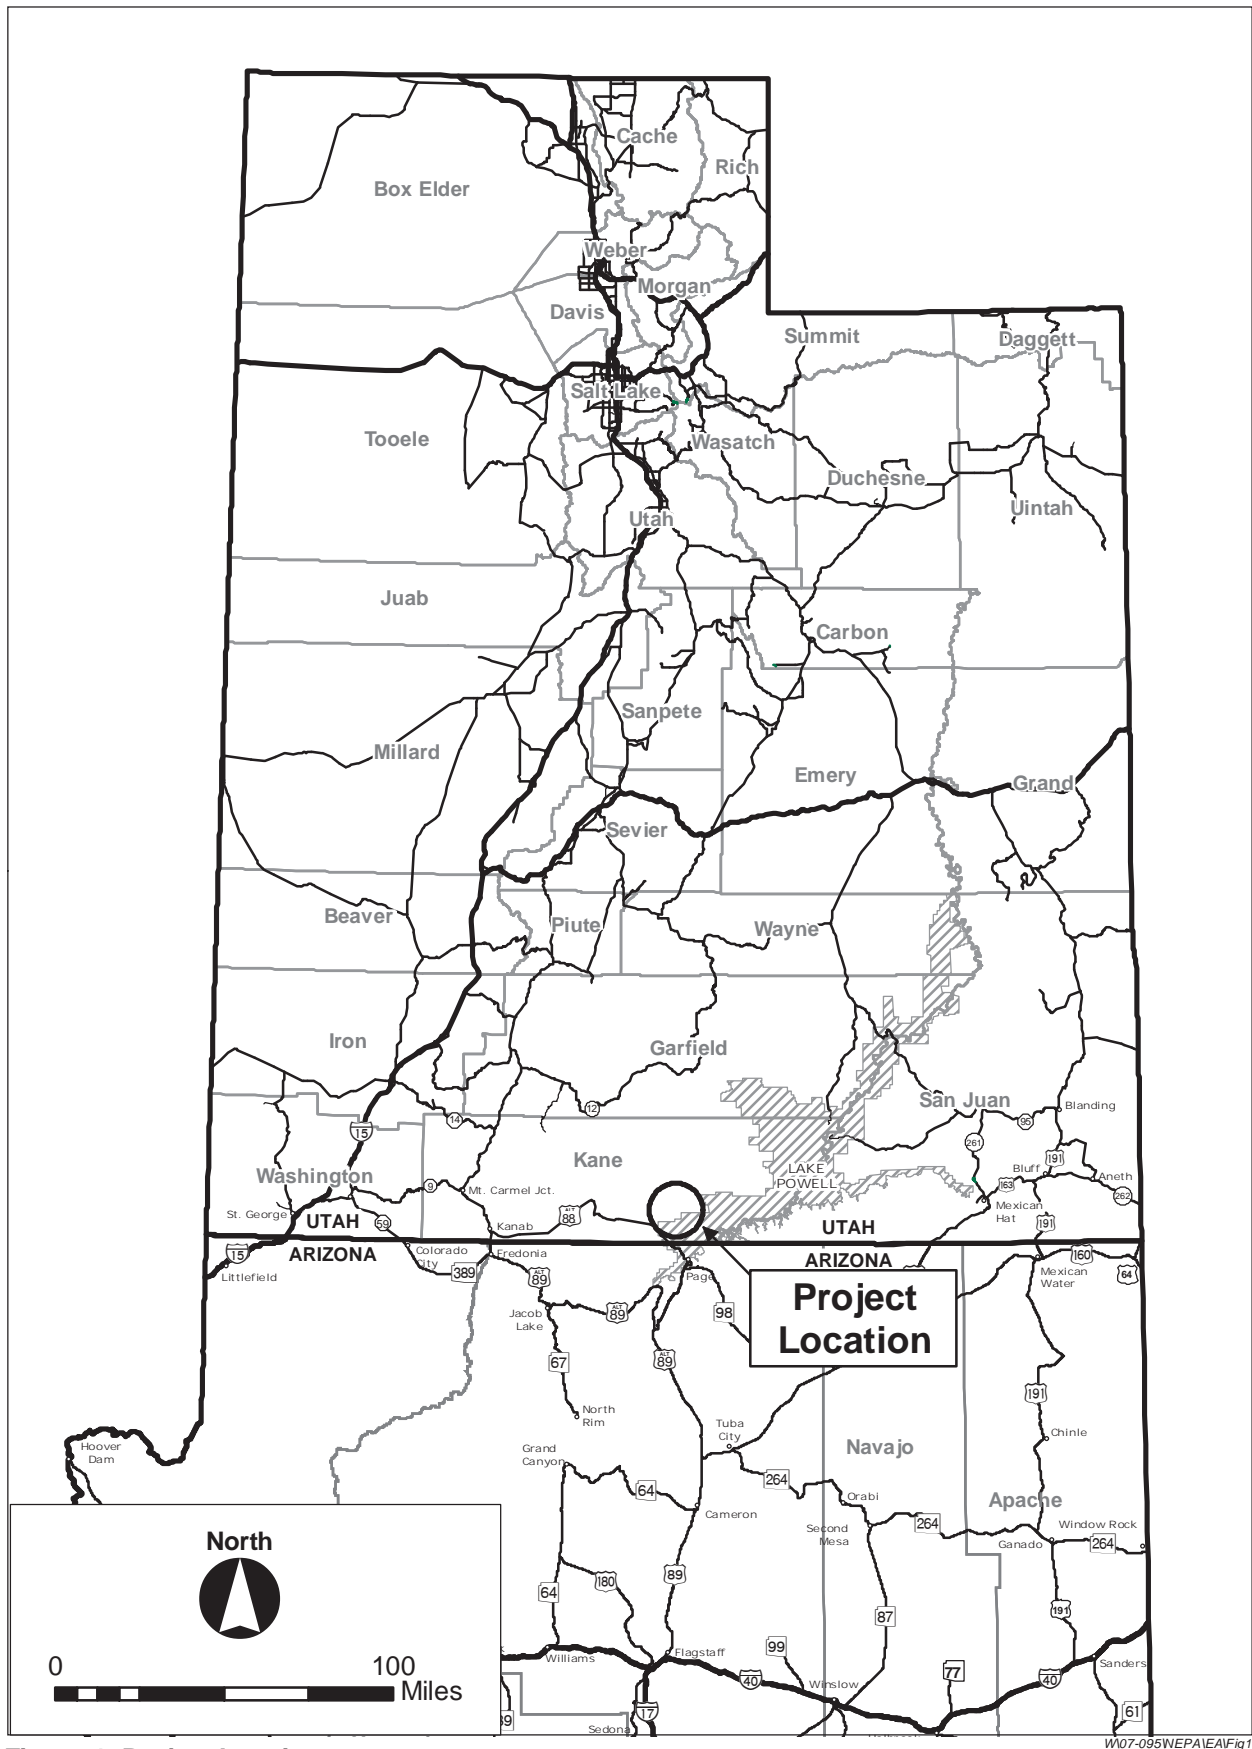 Cache
Rich
Box Elder
Weber
Morgan
Davis
Summit
Daggett
Salt Lake
Tooele
Wasatch
Duchesne
Uintah
Utah
Juab
Carbon
Sanpete
Millard
Emery
Grand
Sevier
Beaver
Piute
Wayne
Iron
Garfield
San Juan
Blanding
12
14
95
15
261
Kane
Bluff
191
Washington
LAKE
POWELL
Aneth
9
Mt. Carmel Jct.
163
262
St. George
UTAH
59
ALT
88
Kanab
UTAH
Mexican
Hat
191
15
ARIZONA
Colorado
City
Fredonia
ARIZONA
160
Littlefield
389
ALT
89
Page
Mexican
Water
64
Project
Location
Jacob
Lake
ALT
89
98
67
ALT
89
191
North
Rim
Tuba
City
Chinle
Hoover
Dam
Grand
Canyon
Navajo
264
64
Orabi
Apache
Cameron
Second
Mesa
264
Window Rock
Ganado
264
North
180
89
64
87
191
0
100
Miles
Williams
Flagstaff
99
Sanders
40
77
40
Winslow
17
61
Sedona
W\07-095\NEPA\EA\Fig1